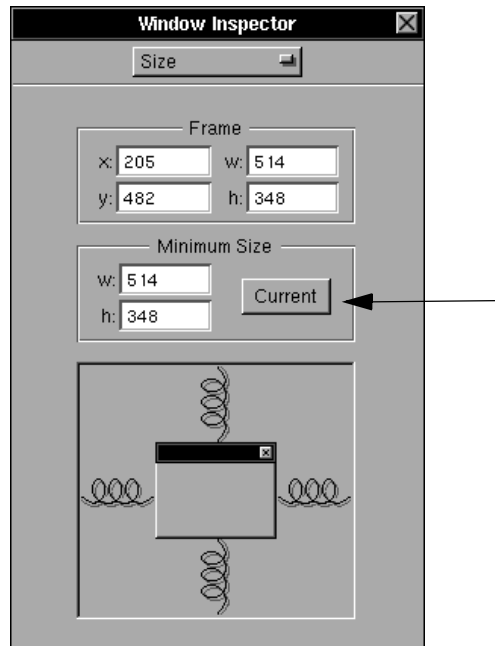 Window Inspector
Size
Frame
x: 205 w: 514
y: 482 h: 348
Minimum Size
w: 514
Current
h: 348